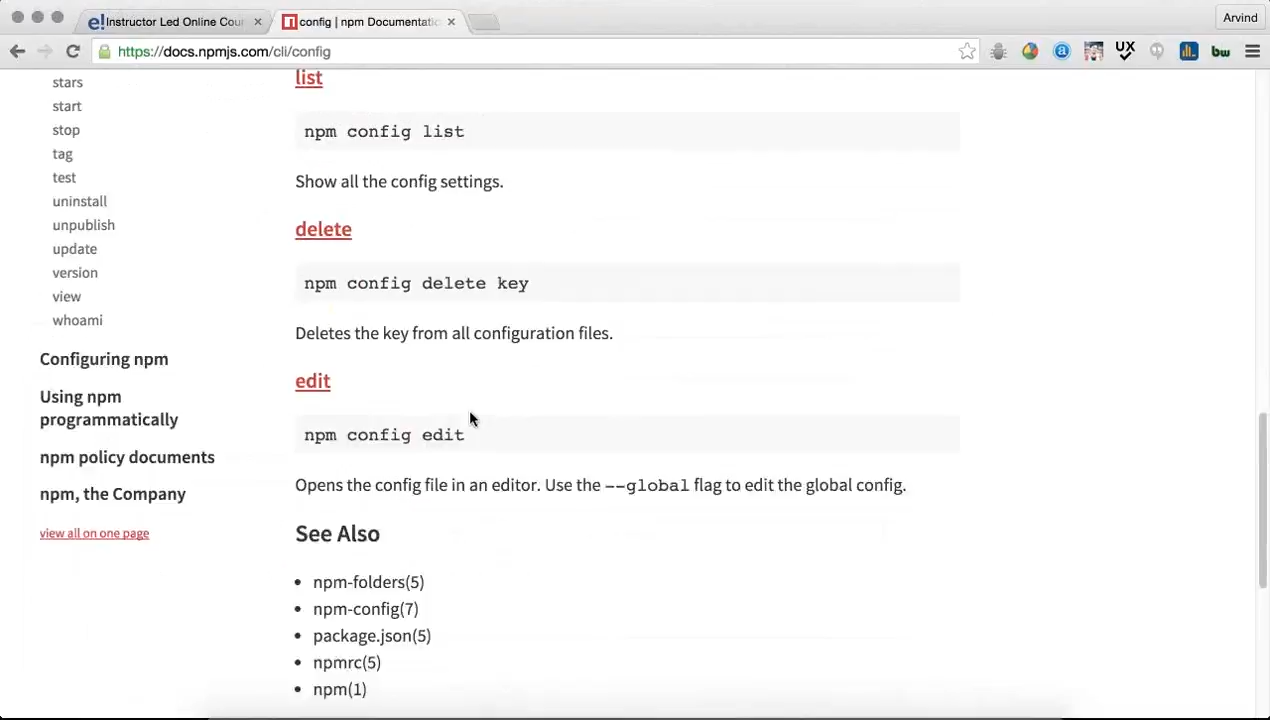 Instructor Led Online Cour
config | npm Documentatio
Arvind
https://docs.npmjs.com/cli/config
UX
bw
stars
start
stop
tag
test
uninstall
unpublish
update
version
view
whoami
Configuring npm
Using npm
programmatically
npm policy documents
npm, the Company
view all on one page
list
npm config list
Show all the config settings.
delete
npm config delete key
Deletes the key from all configuration files.
edit
npm config edit
Opens the config file in an editor. Use the --global flag to edit the global config.
See Also
• npm-folders(5)
• npm-config(7)
• package.json(5)
• npmrc(5)
• npm(1)